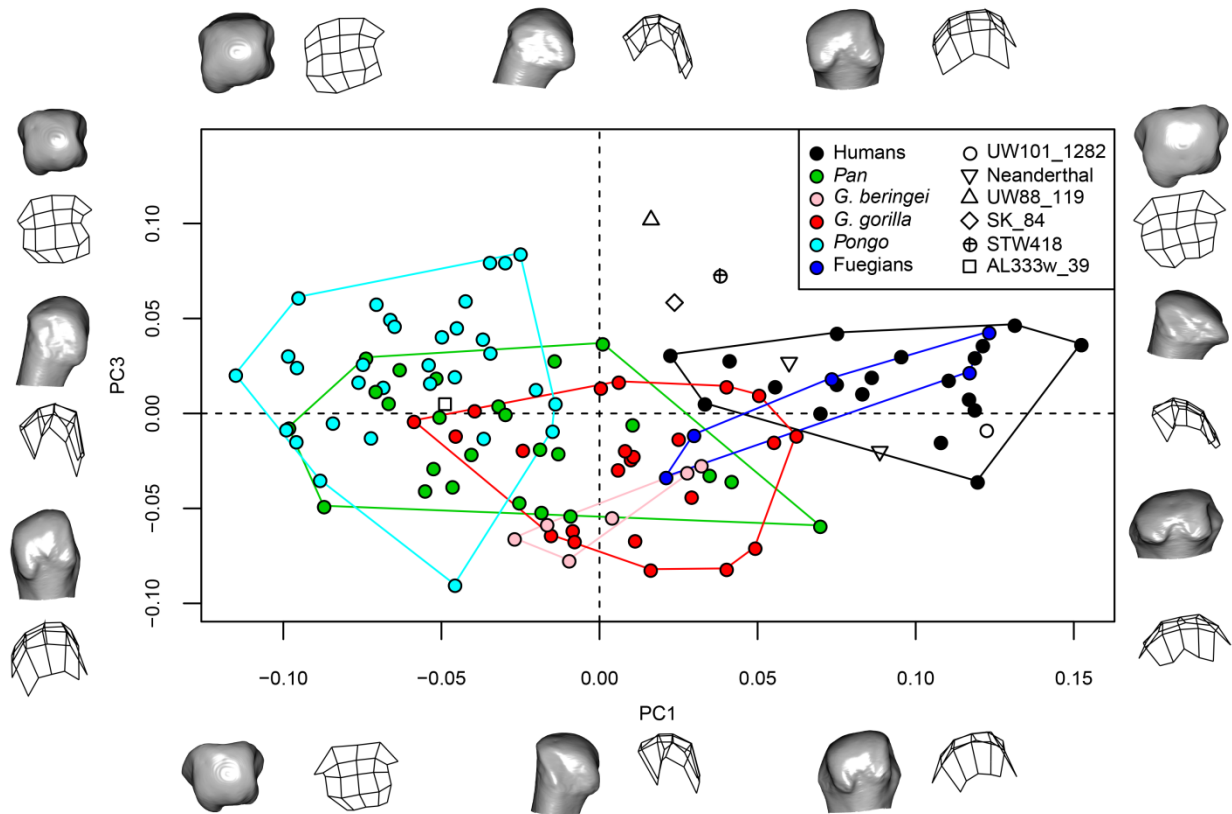 Humans
Pan
G. beringei
G. gorilla
Pongo
Fuegians
UW101_1282
Neanderthal
UW88_119
SK_84
STW418
AL333w_39
PC3
0.10
0.05
0.00
−0.05
−0.10
−0.10
−0.05
0.00
0.05
0.10
0.15
PC1